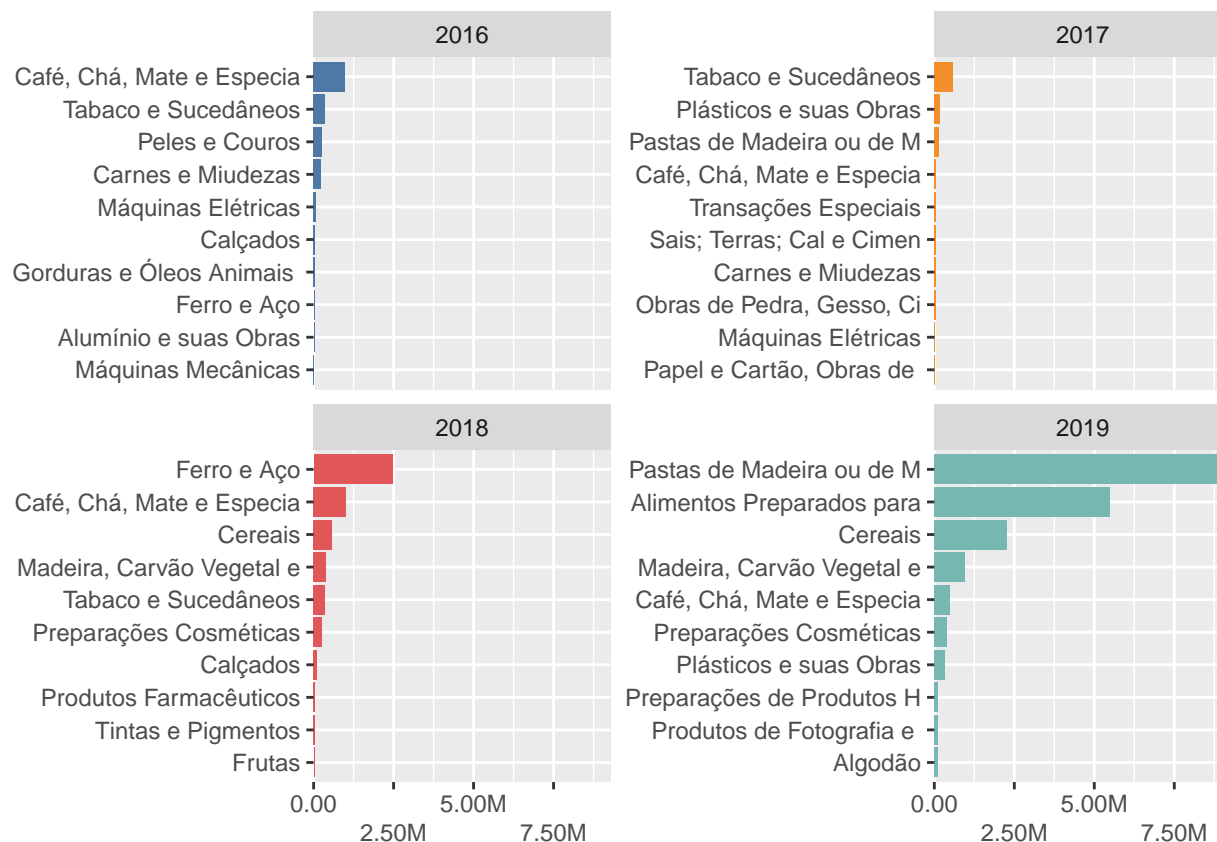 2016
Café, Chá, Mate e Especia
Tabaco e Sucedâneos
Peles e Couros
Carnes e Miudezas
Máquinas Elétricas
Calçados
Gorduras e Óleos Animais
Ferro e Aço
Alumínio e suas Obras
Máquinas Mecânicas
2017
Tabaco e Sucedâneos
Plásticos e suas Obras
Pastas de Madeira ou de M
Café, Chá, Mate e Especia
Transações Especiais
Sais; Terras; Cal e Cimen
Carnes e Miudezas
Obras de Pedra, Gesso, Ci
Máquinas Elétricas
Papel e Cartão, Obras de
2018
Ferro e Aço
Café, Chá, Mate e Especia
Cereais
Madeira, Carvão Vegetal e
Tabaco e Sucedâneos
Preparações Cosméticas
Calçados
Produtos Farmacêuticos
Tintas e Pigmentos
Frutas
0.00 5.00M
2.50M 7.50M
2019
Pastas de Madeira ou de M
Alimentos Preparados para
Cereais
Madeira, Carvão Vegetal e
Café, Chá, Mate e Especia
Preparações Cosméticas
Plásticos e suas Obras
Preparações de Produtos H
Produtos de Fotografia e
Algodão
0.00 5.00M
2.50M 7.50M